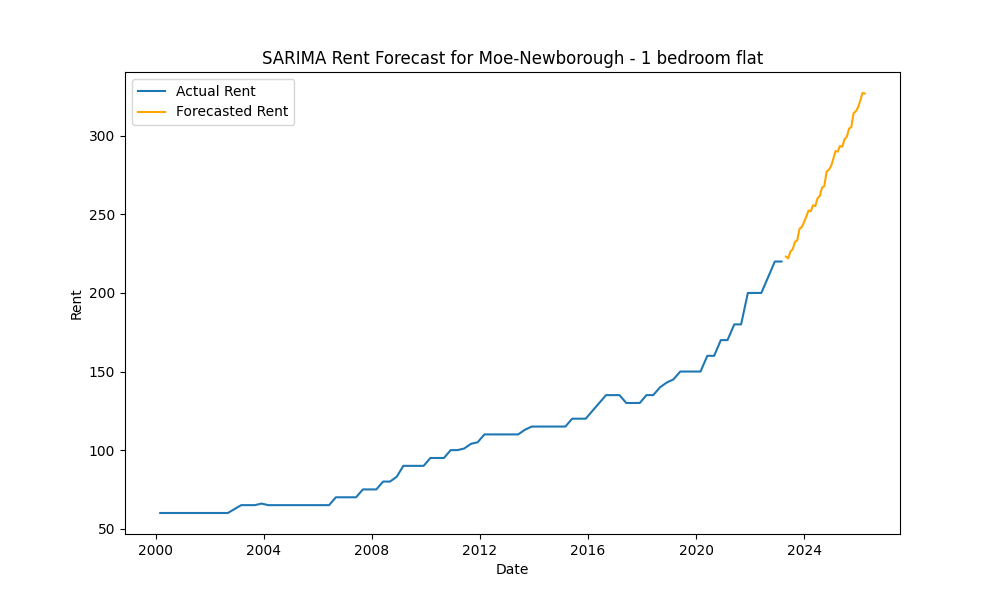 SARIMA Rent Forecast for Moe-Newborough - 1 bedroom flat
Actual Rent
Forecasted Rent
300
250
200
150
100
50
Rent
2000 2004 2008 2012 2016 2020 2024
Date